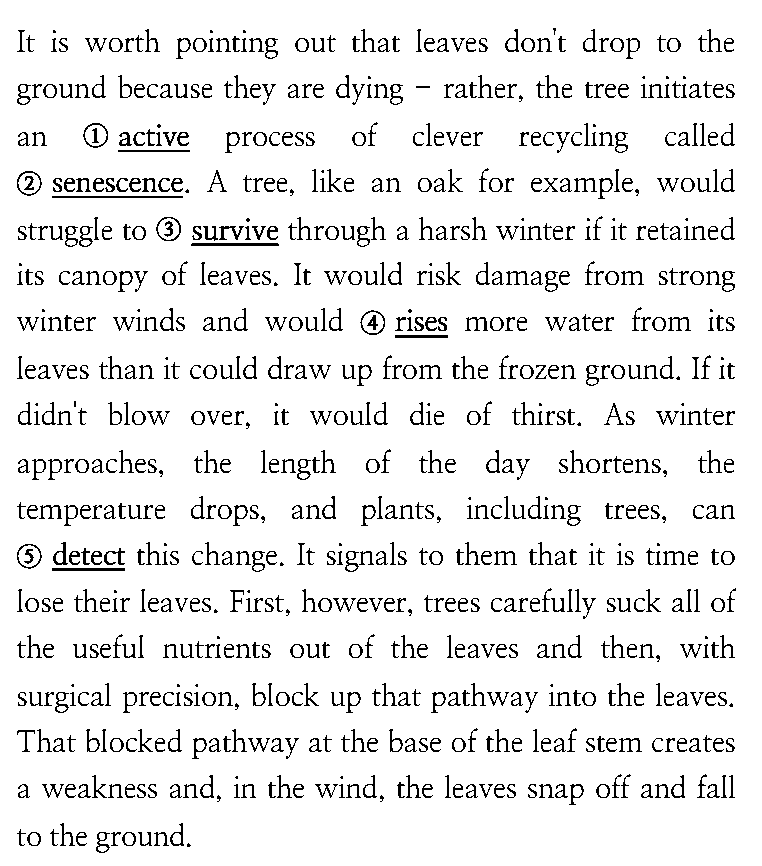 It is worth pointing out that leaves don't drop to the
ground because they are dying – rather, the tree initiates
an ① active process of clever recycling called
② senescence. A tree, like an oak for example, would
struggle to ③ survive through a harsh winter if it retained
its canopy of leaves. It would risk damage from strong
winter winds and would ④ rises more water from its
leaves than it could draw up from the frozen ground. If it
didn't blow over, it would die of thirst. As winter
approaches, the length of the day shortens, the
temperature drops, and plants, including trees, can
⑤ detect this change. It signals to them that it is time to
lose their leaves. First, however, trees carefully suck all of
the useful nutrients out of the leaves and then, with
surgical precision, block up that pathway into the leaves.
That blocked pathway at the base of the leaf stem creates
a weakness and, in the wind, the leaves snap off and fall
to the ground.